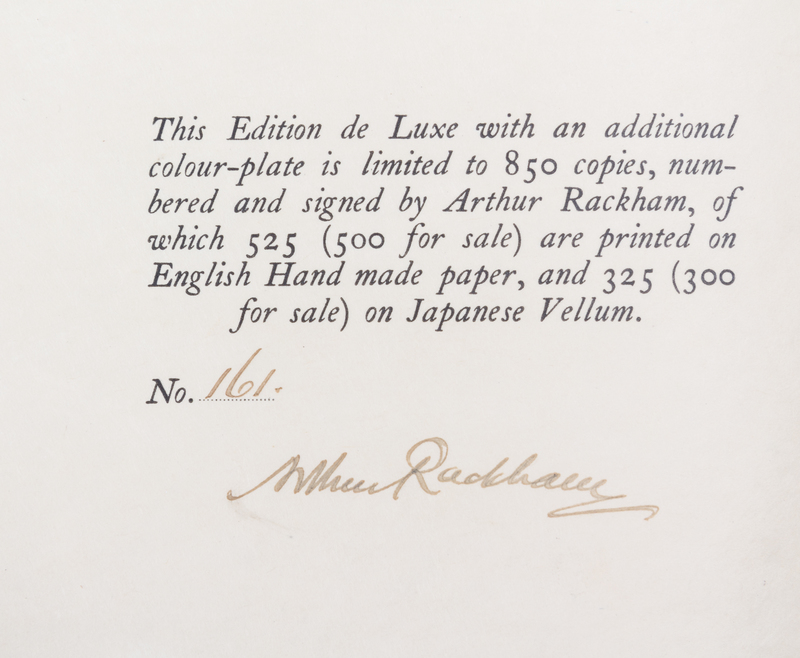 This Edition de Luxe with an additional
colour-plate is limited to 850 copies, num-
bered and signed by Arthur Rackham, of
which 525 (500 for sale) are printed on
English Hand made paper, and 325 (300
for sale) on Japanese Vellum.
No. 161.
Arthur Rackham